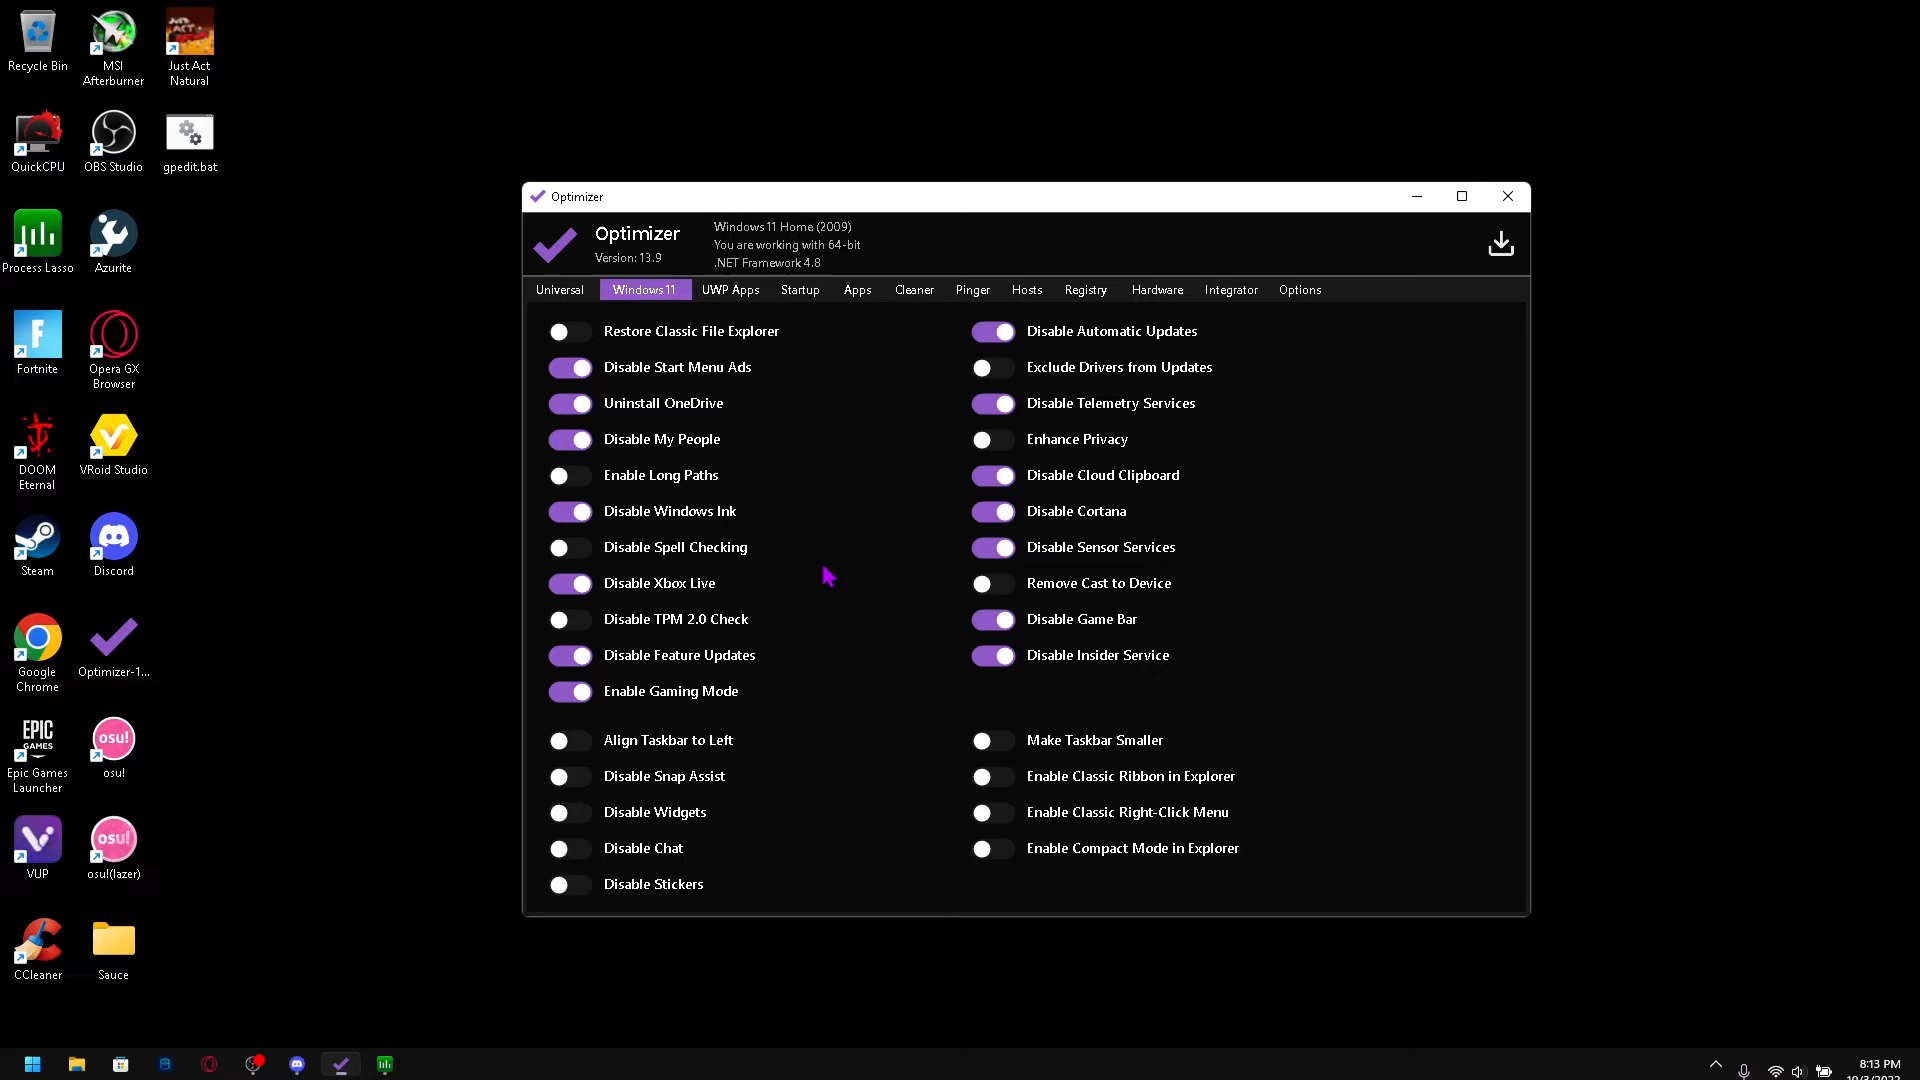 Recycle Bin
MSI
Afterburner
Just Act
Natural
QuickCPU
OBS Studio
gpedit.bat
Process Lasso
Azurite
Fortnite
Opera GX
Browser
DOOM
Eternal
VRoid Studio
Steam
Discord
Google
Chrome
Optimizer-1...
EPIC
GAMES
Epic Games
Launcher
osu!
osu!
VUP
osu!
osu!(lazer)
CCleaner
Sauce
Optimizer
Optimizer
Version: 13.9
Windows 11 Home (2009)
You are working with 64-bit
.NET Framework 4.8
Universal
Windows 11
UWP Apps
Startup
Apps
Cleaner
Pinger
Hosts
Registry
Hardware
Integrator
Options
Restore Classic File Explorer
Disable Start Menu Ads
Uninstall OneDrive
Disable My People
Enable Long Paths
Disable Windows Ink
Disable Spell Checking
Disable Xbox Live
Disable TPM 2.0 Check
Disable Feature Updates
Enable Gaming Mode
Disable Automatic Updates
Exclude Drivers from Updates
Disable Telemetry Services
Enhance Privacy
Disable Cloud Clipboard
Disable Cortana
Disable Sensor Services
Remove Cast to Device
Disable Game Bar
Disable Insider Service
Align Taskbar to Left
Disable Snap Assist
Disable Widgets
Disable Chat
Disable Stickers
Make Taskbar Smaller
Enable Classic Ribbon in Explorer
Enable Classic Right-Click Menu
Enable Compact Mode in Explorer
8:13 PM